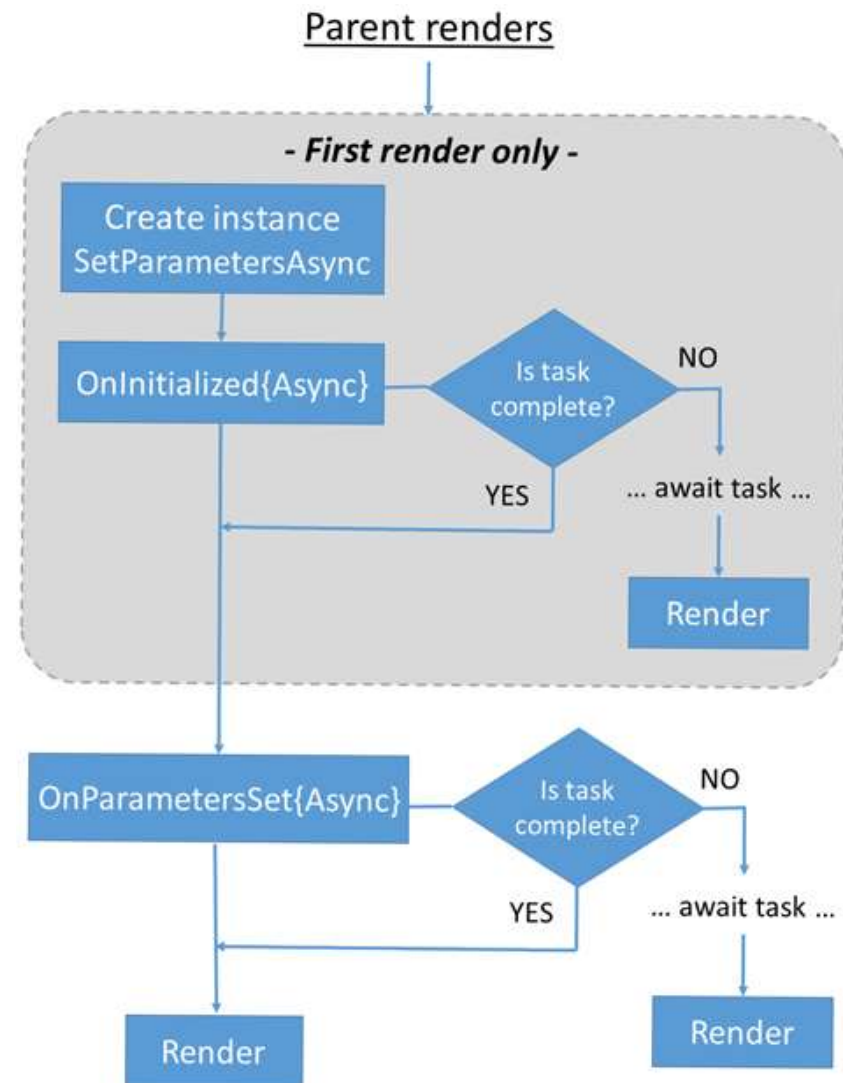 Parent renders
- First render only -
Create instance
SetParametersAsync
OnInitialized{Async}
Is task
complete?
NO
YES
... await task ...
Render
OnParametersSet{Async}
Is task
complete?
NO
YES
... await task ...
Render
Render